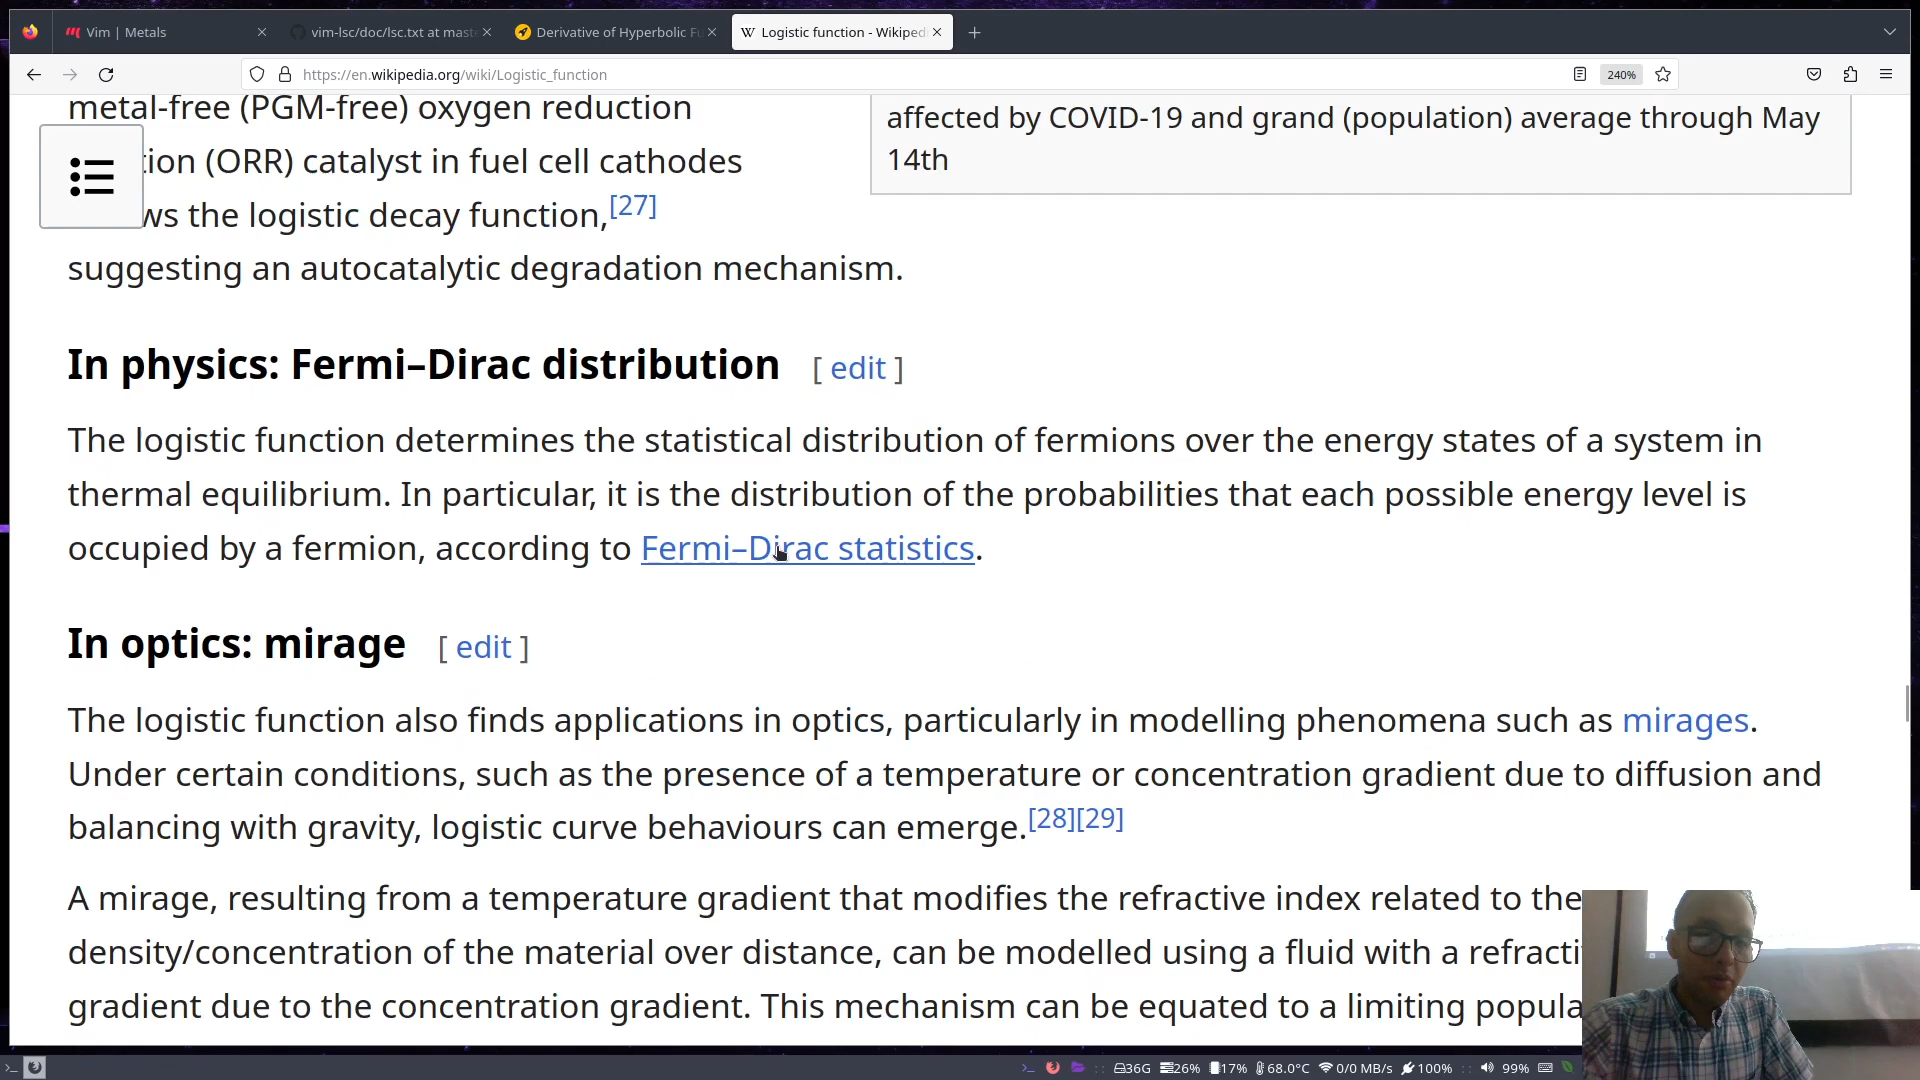 Vim | Metals
vim-lsc/doc/lsc.txt at mast
Derivative of Hyperbolic Fu
W Logistic function - Wikiped
https://en.wikipedia.org/wiki/Logistic_function
240%
metal-free (PGM-free) oxygen reduction
tion (ORR) catalyst in fuel cell cathodes
ws the logistic decay function,[27]
suggesting an autocatalytic degradation mechanism.
affected by COVID-19 and grand (population) average through May
14th
In physics: Fermi–Dirac distribution [ edit ]
The logistic function determines the statistical distribution of fermions over the energy states of a system in
thermal equilibrium. In particular, it is the distribution of the probabilities that each possible energy level is
occupied by a fermion, according to Fermi–Dirac statistics.
In optics: mirage [ edit ]
The logistic function also finds applications in optics, particularly in modelling phenomena such as mirages.
Under certain conditions, such as the presence of a temperature or concentration gradient due to diffusion and
balancing with gravity, logistic curve behaviours can emerge.[28][29]
A mirage, resulting from a temperature gradient that modifies the refractive index related to the
density/concentration of the material over distance, can be modelled using a fluid with a refracti
gradient due to the concentration gradient. This mechanism can be equated to a limiting popula
36G 26% 17% 68.0°C 0/0 MB/s 100% 99%